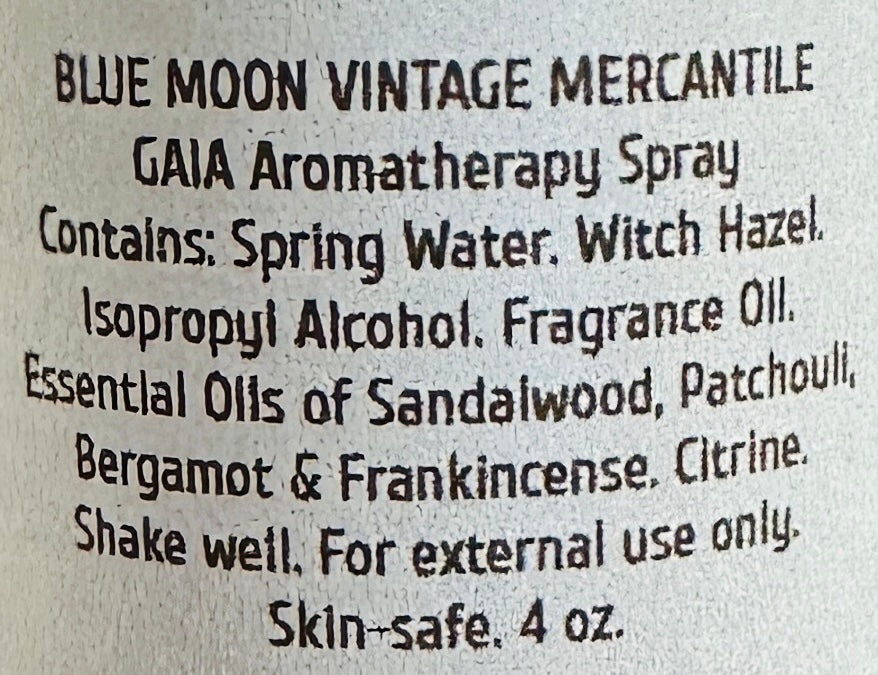 BLUE MOON VINTAGE MERCANTILE
GAIA Aromatherapy Spray
Contains: Spring Water, Witch Hazel,
Isopropyl Alcohol, Fragrance Oil,
Essential Oils of Sandalwood, Patchouli,
Bergamot & Frankincense, Citrine.
Shake well. For external use only.
Skin-safe. 4 oz.